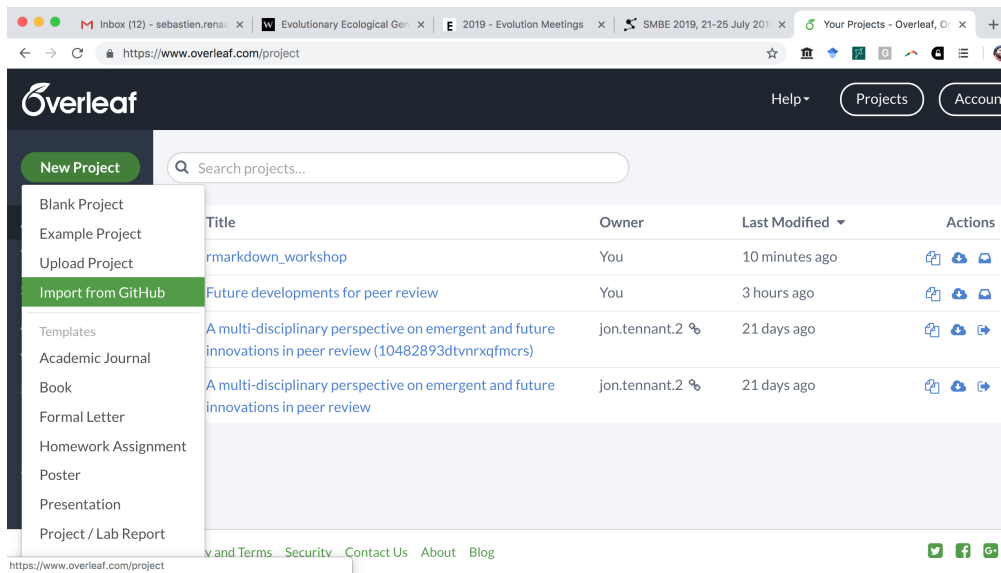 Inbox (12) - sebastien.renau
Evolutionary Ecological Gen
2019 - Evolution Meetings
SMBE 2019, 21-25 July 201
Your Projects - Overleaf, On
https://www.overleaf.com/project
Overleaf
Help
Projects
Accoun
New Project
Search projects...
Blank Project
Example Project
Upload Project
Import from GitHub
Templates
Academic Journal
Book
Formal Letter
Homework Assignment
Poster
Presentation
Project / Lab Report
Title Owner Last Modified Actions
rmarkdown_workshop You 10 minutes ago
Future developments for peer review You 3 hours ago
A multi-disciplinary perspective on emergent and future jon.tennant.2 21 days ago
innovations in peer review (10482893dtvnrxqfmcrs)
A multi-disciplinary perspective on emergent and future jon.tennant.2 21 days ago
innovations in peer review
y and Terms Security Contact Us About Blog
https://www.overleaf.com/project